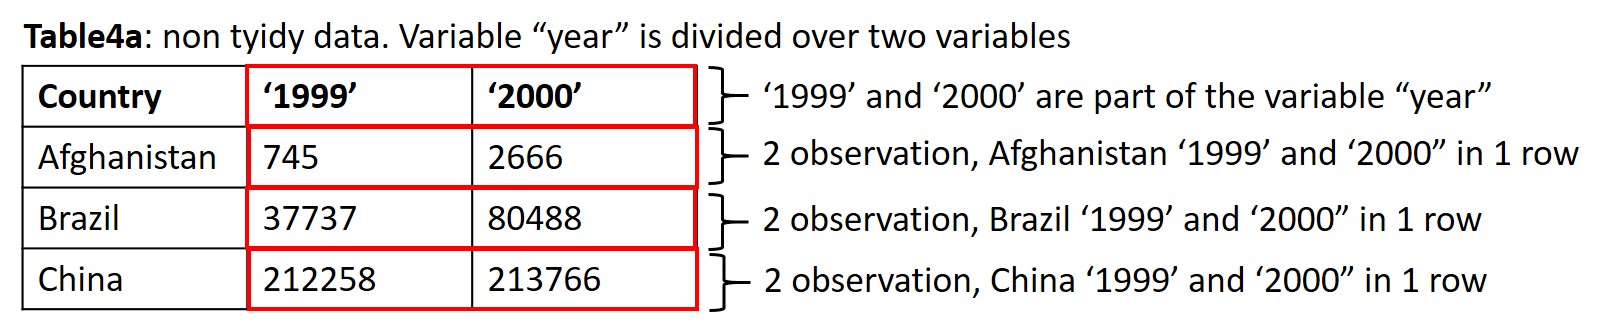 Table4a: non tyidy data. Variable “year” is divided over two variables
Country ‘1999’ ‘2000’ ‘1999’ and ‘2000’ are part of the variable “year”
Afghanistan 745 2666 2 observation, Afghanistan ‘1999’ and ‘2000” in 1 row
Brazil 37737 80488 2 observation, Brazil ‘1999’ and ‘2000” in 1 row
China 212258 213766 2 observation, China ‘1999’ and ‘2000” in 1 row